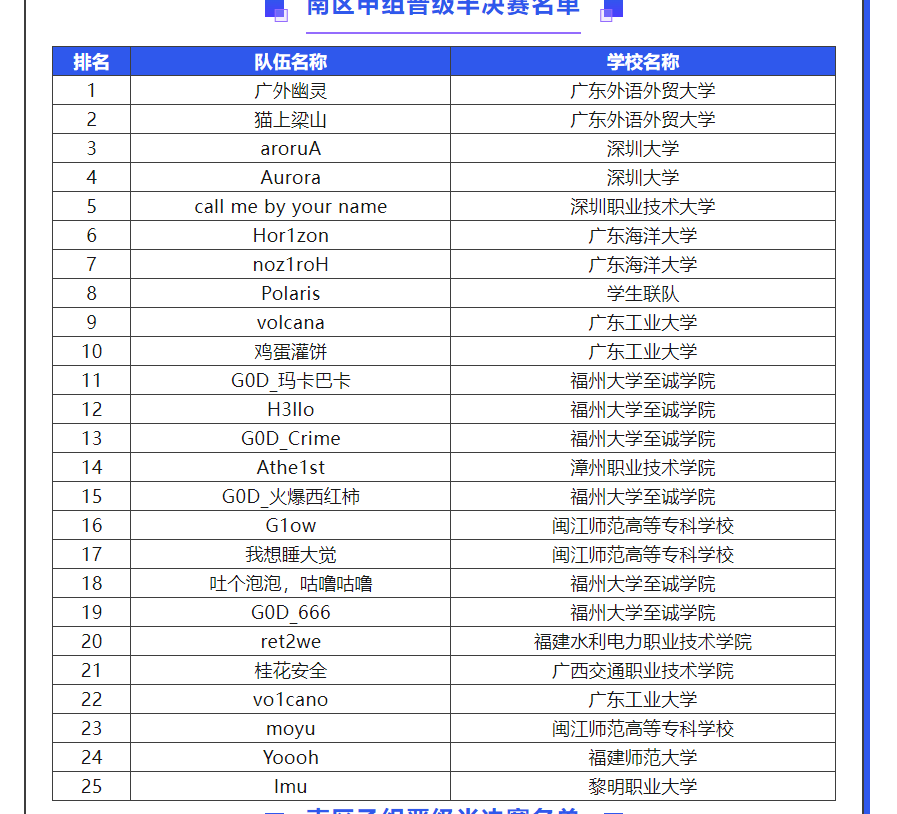 南区甲组晋级半决赛名单
排名 队伍名称 学校名称
1 广外幽灵 广东外语外贸大学
2 猫上梁山 广东外语外贸大学
3 aroruA 深圳大学
4 Aurora 深圳大学
5 call me by your name 深圳职业技术大学
6 Hor1zon 广东海洋大学
7 noz1roH 广东海洋大学
8 Polaris 学生联队
9 volcana 广东工业大学
10 鸡蛋灌饼 广东工业大学
11 G0D_玛卡巴卡 福州大学至诚学院
12 H3llo 福州大学至诚学院
13 G0D_Crime 福州大学至诚学院
14 Athe1st 漳州职业技术学院
15 G0D_火爆西红柿 福州大学至诚学院
16 G1ow 闽江师范高等专科学校
17 我想睡大觉 闽江师范高等专科学校
18 吐个泡泡，咕噜咕噜 福州大学至诚学院
19 G0D_666 福州大学至诚学院
20 ret2we 福建水利电力职业技术学院
21 桂花安全 广西交通职业技术学院
22 vo1cano 广东工业大学
23 moyu 闽江师范高等专科学校
24 Yoooh 福建师范大学
25 lmu 黎明职业大学